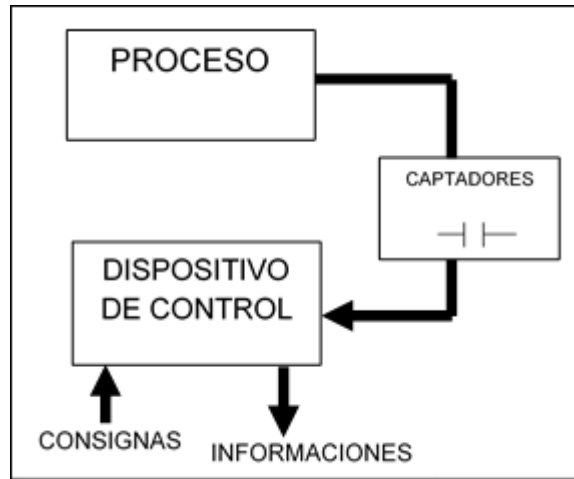 PROCESO
CAPTADORES
DISPOSITIVO
DE CONTROL
CONSIGNAS
INFORMACIONES